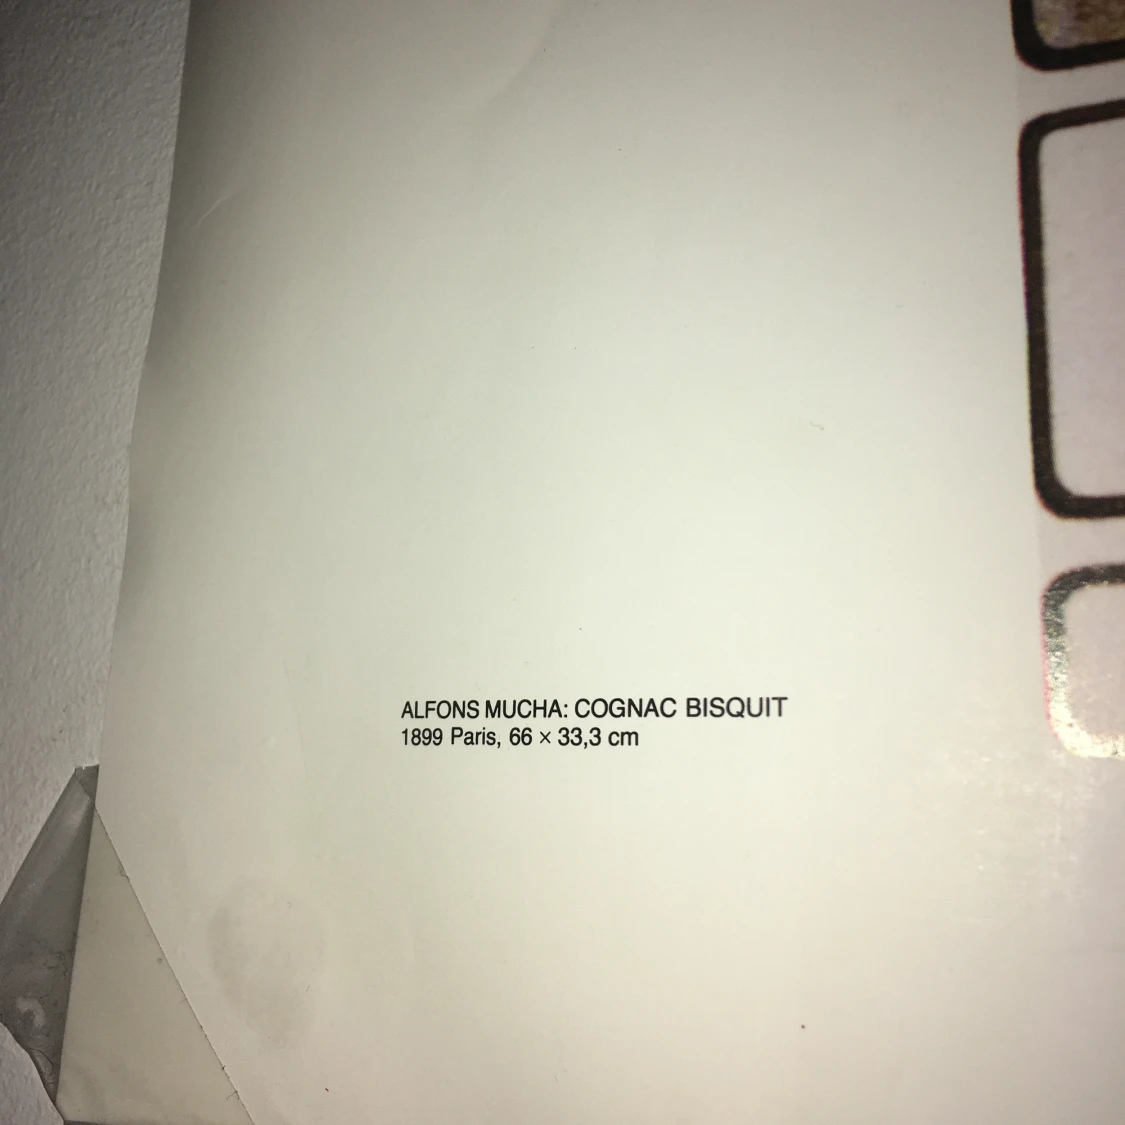 ALFONS MUCHA: COGNAC BISQUIT
1899 Paris, 66 × 33,3 cm